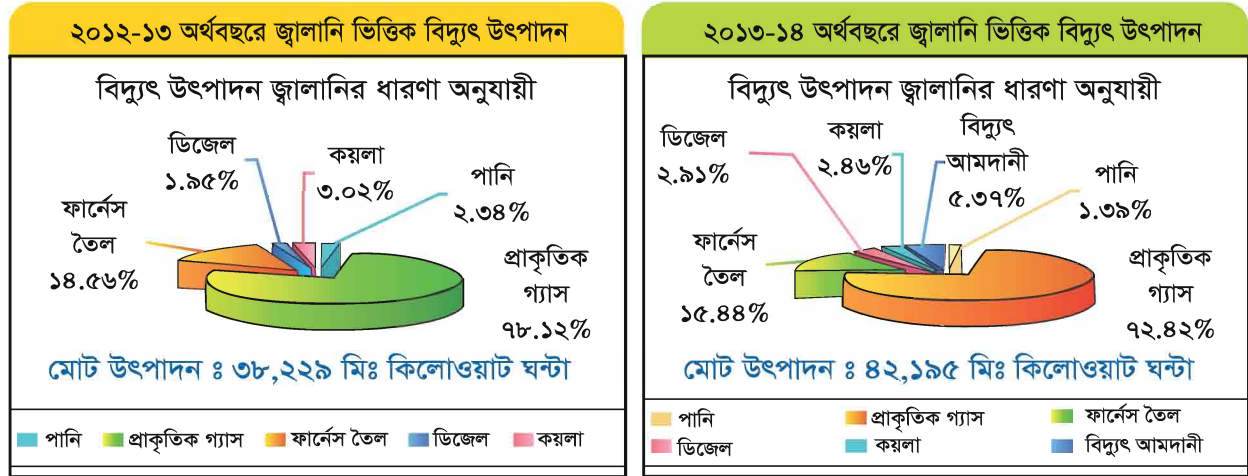 ২০১২-১৩ অর্থবছরে জ্বালানি ভিত্তিক বিদ্যুৎ উৎপাদন
বিদ্যুৎ উৎপাদন জ্বালানির ধারণা অনুযায়ী
ডিজেল
১.৯৫%
কয়লা
৩.০২%
পানি
২.৩৪%
ফার্নেস
তৈল
১৪.৫৬%
প্রাকৃতিক
গ্যাস
৭৮.১২%
মোট উৎপাদন ঃ ৩৮,২২৯ মিঃ কিলোওয়াট ঘন্টা
পানি প্রাকৃতিক গ্যাস ফার্নেস তৈল ডিজেল কয়লা
২০১৩-১৪ অর্থবছরে জ্বালানি ভিত্তিক বিদ্যুৎ উৎপাদন
বিদ্যুৎ উৎপাদন জ্বালানির ধারণা অনুযায়ী
ডিজেল
২.৯১%
কয়লা
২.৪৬%
বিদ্যুৎ
আমদানী
৫.৩৭%
পানি
১.৩৯%
ফার্নেস
তৈল
১৫.৪৪%
প্রাকৃতিক
গ্যাস
৭২.৪২%
মোট উৎপাদন ঃ ৪২,১৯৫ মিঃ কিলোওয়াট ঘন্টা
পানি প্রাকৃতিক গ্যাস ফার্নেস তৈল
ডিজেল কয়লা বিদ্যুৎ আমদানী